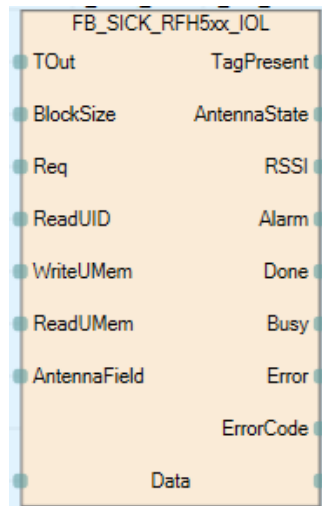 FB_SICK_RFH5xx_IOL
TOut TagPresent
BlockSize AntennaState
Req RSSI
ReadUID Alarm
WriteUMem Done
ReadUMem Busy
AntennaField Error
ErrorCode
Data